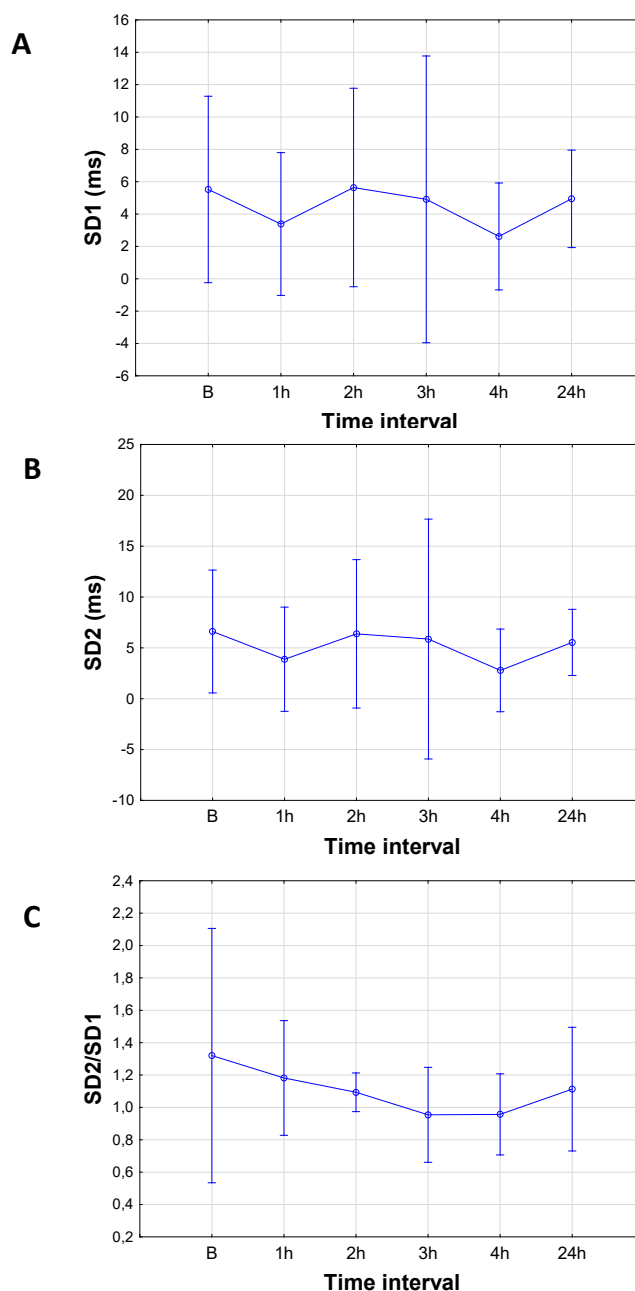 A
16
14
12
10
8
6
4
2
0
-2
-4
-6
SD1 (ms)
B 1h 2h 3h 4h 24h
Time interval
B
25
20
15
10
5
0
-5
-10
SD2 (ms)
B 1h 2h 3h 4h 24h
Time interval
C
2,4
2,2
2,0
1,8
1,6
1,4
1,2
1,0
0,8
0,6
0,4
0,2
SD2/SD1
B 1h 2h 3h 4h 24h
Time interval